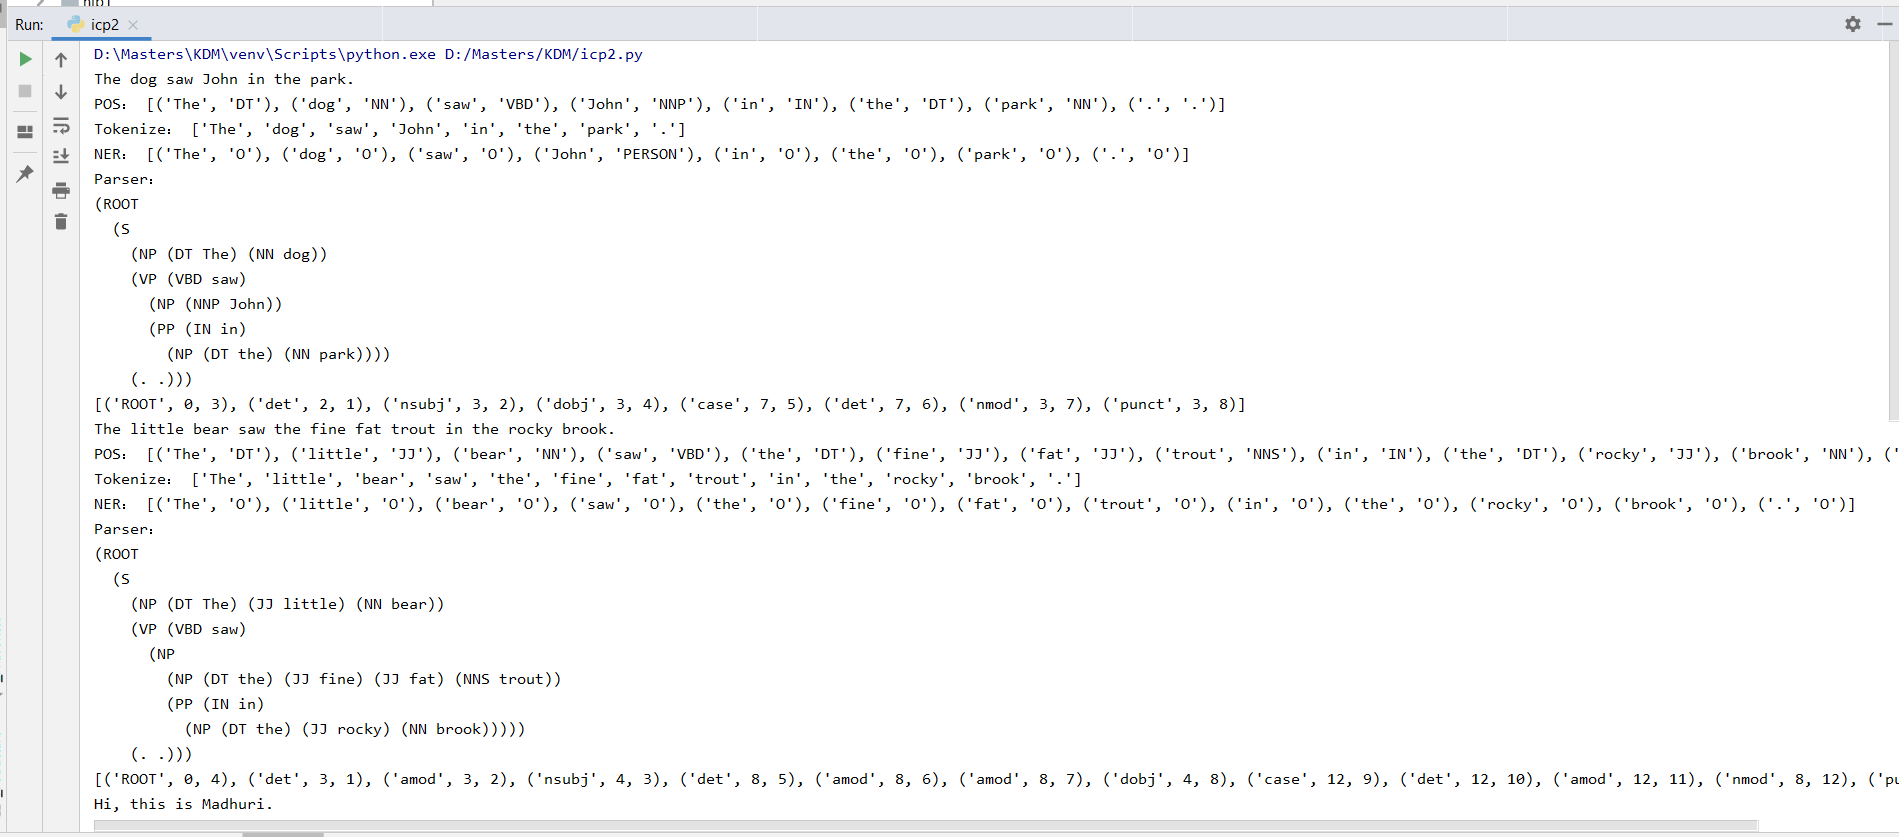 Run: icp2
D:\Masters\KDM\venv\Scripts\python.exe D:/Masters/KDM/icp2.py
The dog saw John in the park.
POS: [('The', 'DT'), ('dog', 'NN'), ('saw', 'VBD'), ('John', 'NNP'), ('in', 'IN'), ('the', 'DT'), ('park', 'NN'), ('.', '.')]
Tokenize: ['The', 'dog', 'saw', 'John', 'in', 'the', 'park', '.']
NER: [('The', 'O'), ('dog', 'O'), ('saw', 'O'), ('John', 'PERSON'), ('in', 'O'), ('the', 'O'), ('park', 'O'), ('.', 'O')]
Parser:
(ROOT
  (S
    (NP (DT The) (NN dog))
    (VP (VBD saw)
      (NP (NNP John))
      (PP (IN in)
        (NP (DT the) (NN park))))
    (. .)))
[('ROOT', 0, 3), ('det', 2, 1), ('nsubj', 3, 2), ('dobj', 3, 4), ('case', 7, 5), ('det', 7, 6), ('nmod', 3, 7), ('punct', 3, 8)]
The little bear saw the fine fat trout in the rocky brook.
POS: [('The', 'DT'), ('little', 'JJ'), ('bear', 'NN'), ('saw', 'VBD'), ('the', 'DT'), ('fine', 'JJ'), ('fat', 'JJ'), ('trout', 'NNS'), ('in', 'IN'), ('the', 'DT'), ('rocky', 'JJ'), ('brook', 'NN'), ('
Tokenize: ['The', 'little', 'bear', 'saw', 'the', 'fine', 'fat', 'trout', 'in', 'the', 'rocky', 'brook', '.']
NER: [('The', 'O'), ('little', 'O'), ('bear', 'O'), ('saw', 'O'), ('the', 'O'), ('fine', 'O'), ('fat', 'O'), ('trout', 'O'), ('in', 'O'), ('the', 'O'), ('rocky', 'O'), ('brook', 'O'), ('.', 'O')]
Parser:
(ROOT
  (S
    (NP (DT The) (JJ little) (NN bear))
    (VP (VBD saw)
      (NP
        (NP (DT the) (JJ fine) (JJ fat) (NNS trout))
        (PP (IN in)
          (NP (DT the) (JJ rocky) (NN brook)))))
    (. .)))
[('ROOT', 0, 4), ('det', 3, 1), ('amod', 3, 2), ('nsubj', 4, 3), ('det', 8, 5), ('amod', 8, 6), ('amod', 8, 7), ('dobj', 4, 8), ('case', 12, 9), ('det', 12, 10), ('amod', 12, 11), ('nmod', 8, 12), ('pu
Hi, this is Madhuri.